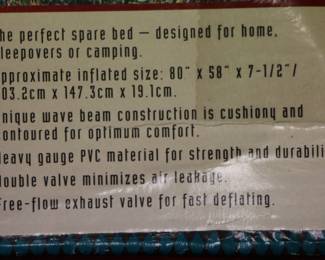 he perfect spare bed — designed for home,
leepovers or camping.
pproximate inflated size: 80" x 58" x 7-1/2"/
03.2cm x 147.3cm x 19.1cm.
nique wave beam construction is cushiony and
ontoured for optimum comfort.
eavy gauge PVC material for strength and durabili
ouble valve minimizes air leakage.
ree-flow exhaust valve for fast deflating.